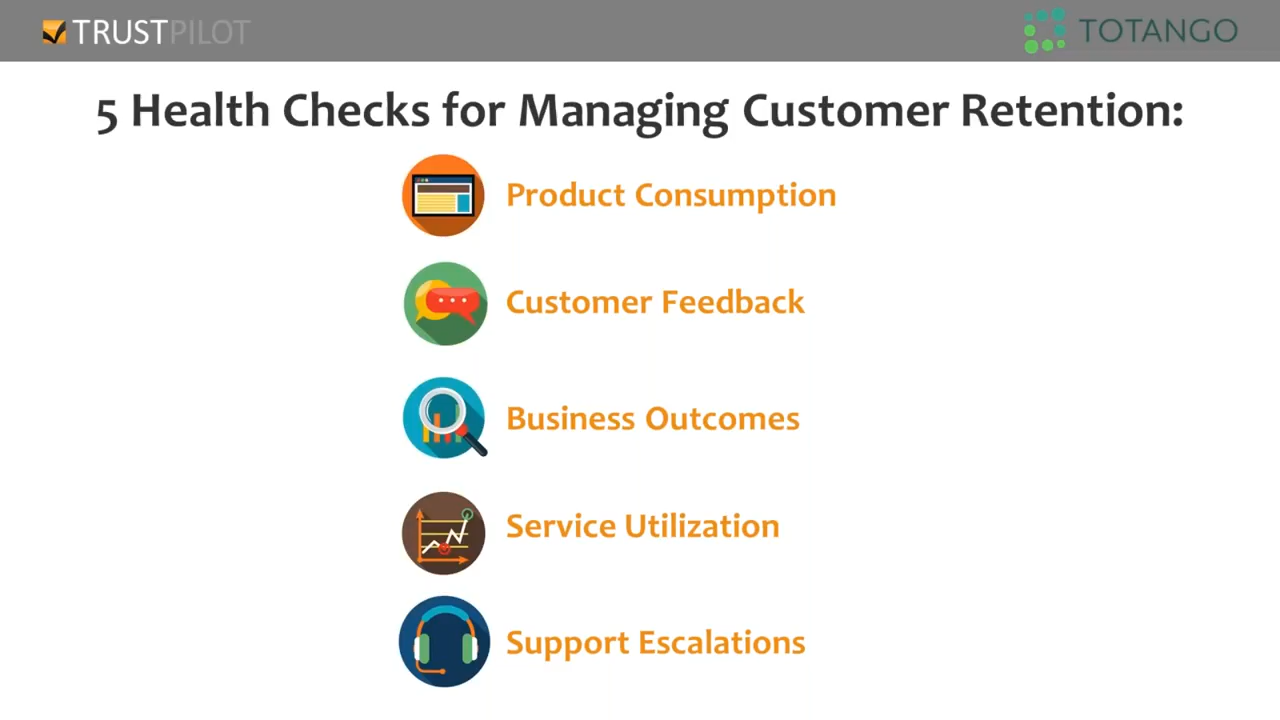 TRUSTPILOT
TOTANGO
5 Health Checks for Managing Customer Retention:
Product Consumption
Customer Feedback
Business Outcomes
Service Utilization
Support Escalations